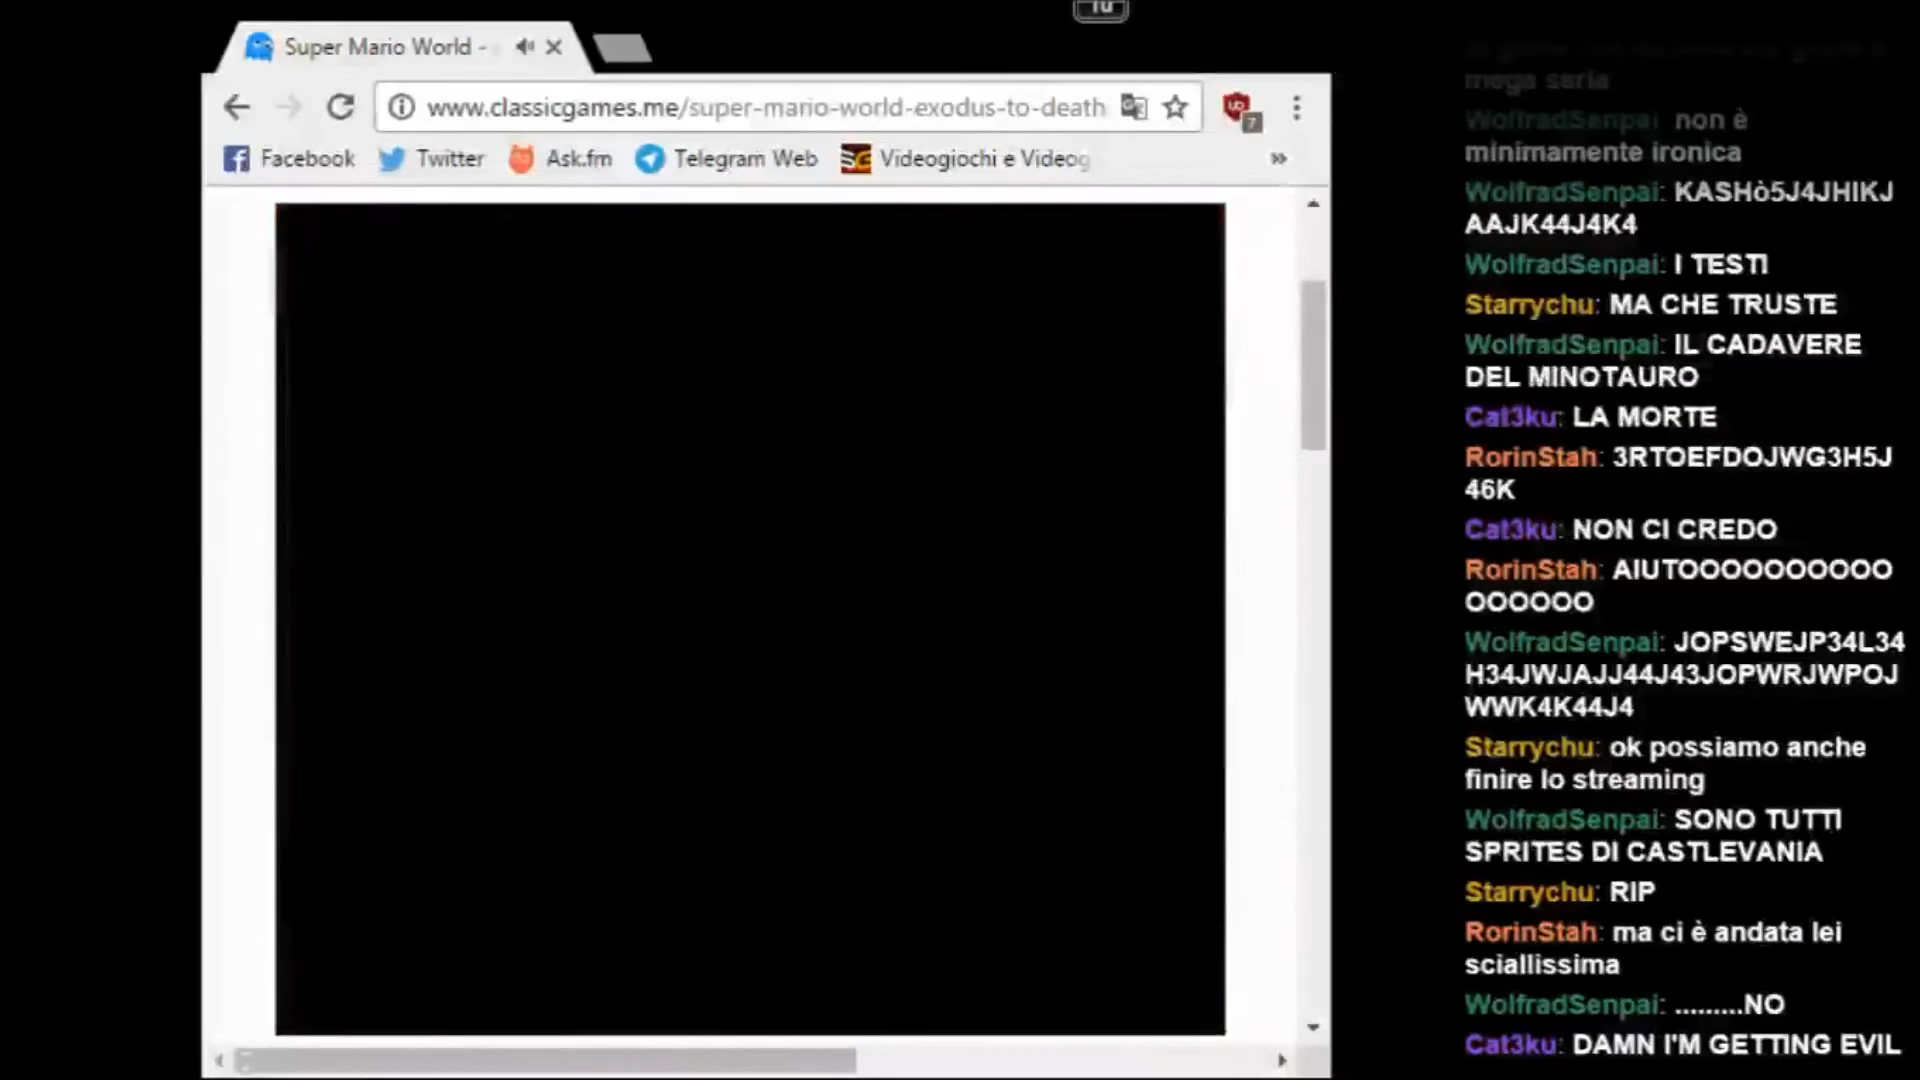 Super Mario World -
www.classicgames.me/super-mario-world-exodus-to-death
7
Facebook
Twitter
Ask.fm
Telegram Web
Videogiochi e Videog
»
mega seria
WolfradSenpai: non è
minimamente ironica
WolfradSenpai: KASHò5J4JHIKJ
AAJK44J4K4
WolfradSenpai: I TESTI
Starrychu: MA CHE TRUSTE
WolfradSenpai: IL CADAVERE
DEL MINOTAURO
Cat3ku: LA MORTE
RorinStah: 3RTOEFDOJWG3H5J
46K
Cat3ku: NON CI CREDO
RorinStah: AIUTOOOOOOOOOO
OOOOOO
WolfradSenpai: JOPSWEJP34L34
H34JWJAJJ44J43JOPWRJWPOJ
WWK4K44J4
Starrychu: ok possiamo anche
finire lo streaming
WolfradSenpai: SONO TUTTI
SPRITES DI CASTLEVANIA
Starrychu: RIP
RorinStah: ma ci è andata lei
sciallissima
WolfradSenpai: .........NO
Cat3ku: DAMN I'M GETTING EVIL